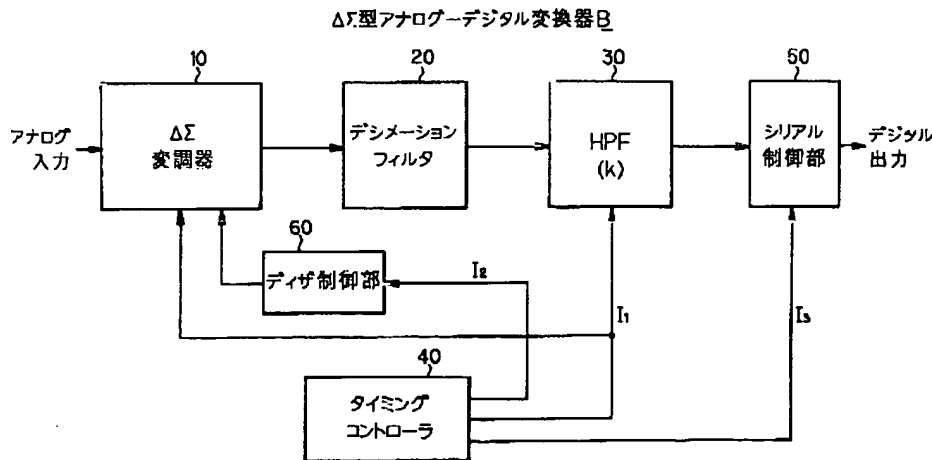 ΔΣ型アナログーデジタル変換器B
10
20
30
50
アナログ
入力
ΔΣ
変調器
デシメーション
フィルタ
HPF
(k)
シリアル
制御部
デジタル
出力
60
ディザ制御部
I2
I1
I3
40
タイミング
コントローラ